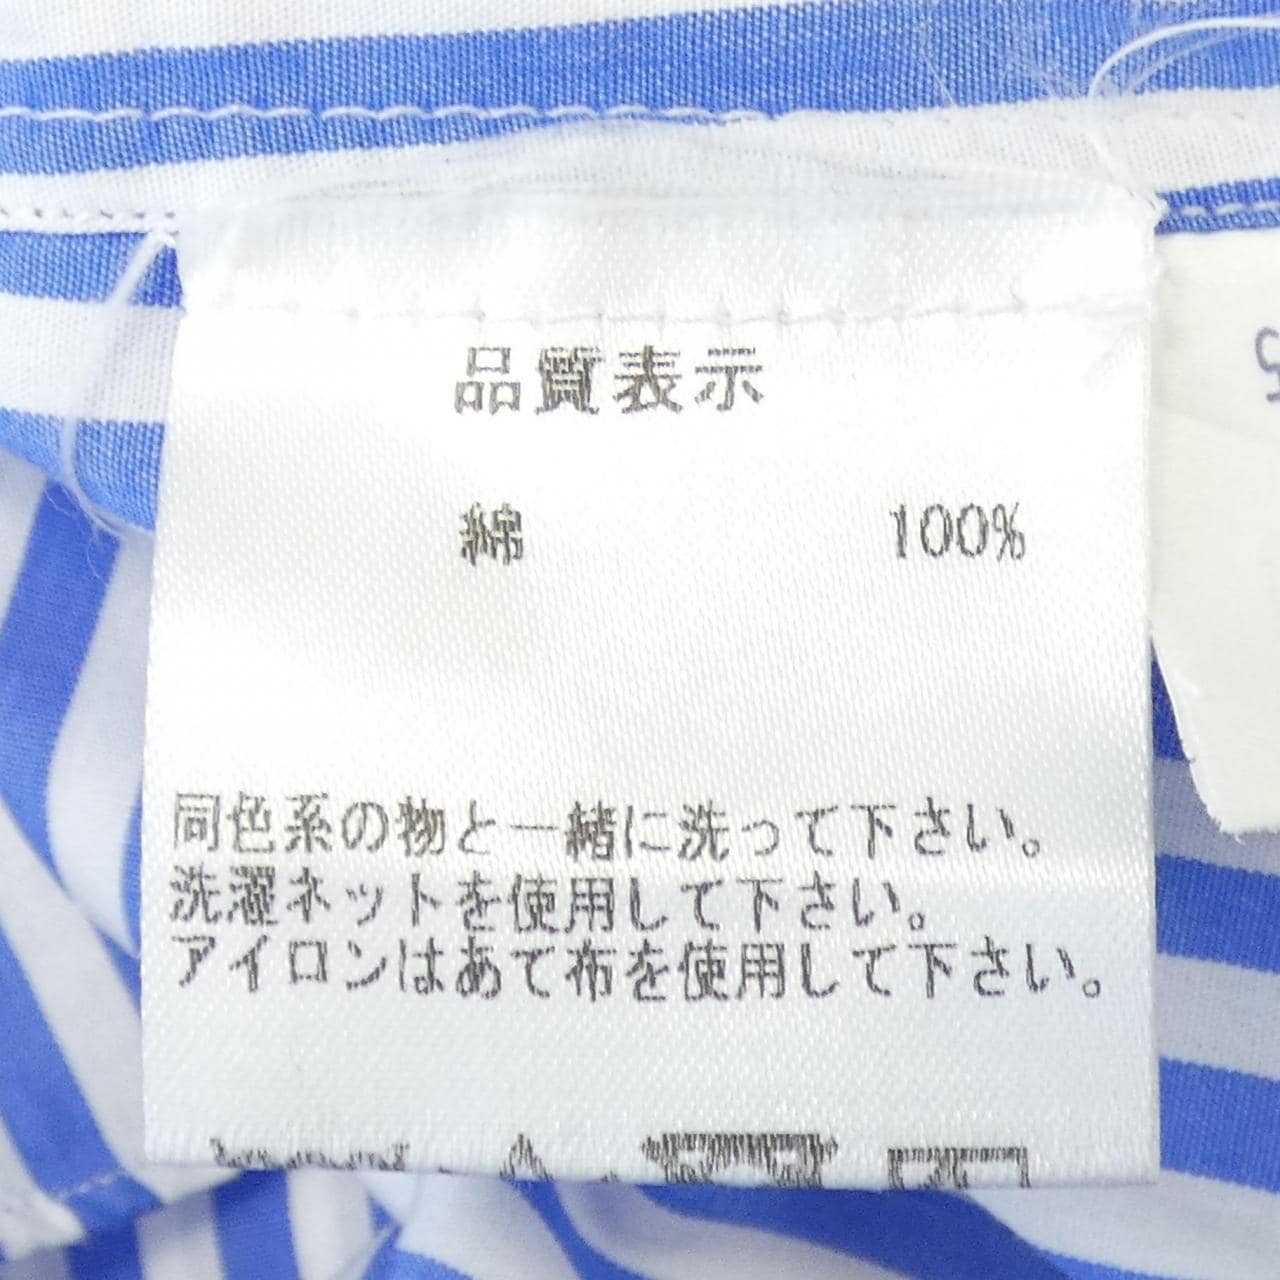 品質表示
綿 100%
同色系の物と一緒に洗って下さい。
洗濯ネットを使用して下さい。
アイロンはあて布を使用して下さい。